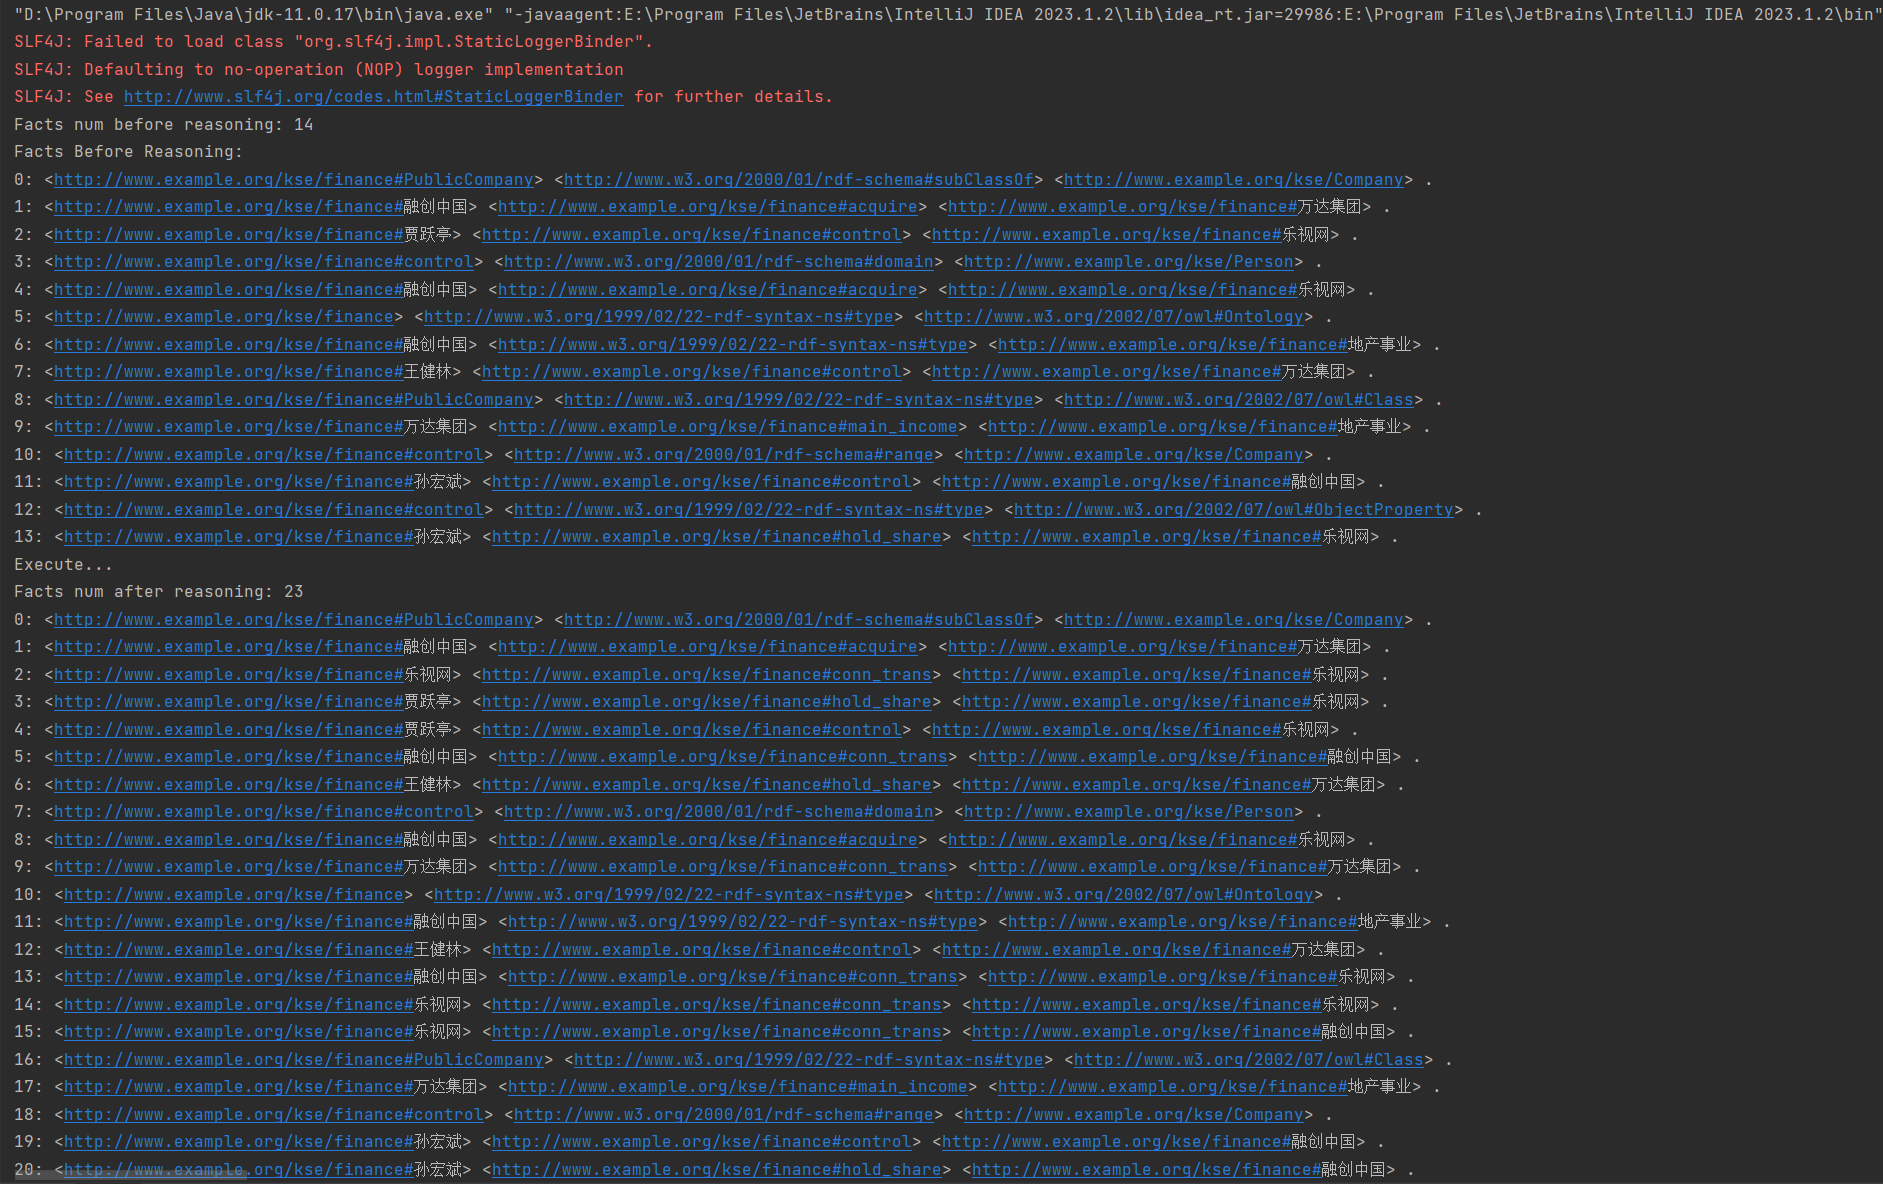 "D:\Program Files\Java\jdk-11.0.17\bin\java.exe" "-javaagent:E:\Program Files\JetBrains\IntelliJ IDEA 2023.1.2\lib\idea_rt.jar=29986:E:\Program Files\JetBrains\IntelliJ IDEA 2023.1.2\bin"
SLF4J: Failed to load class "org.slf4j.impl.StaticLoggerBinder".
SLF4J: Defaulting to no-operation (NOP) logger implementation
SLF4J: See http://www.slf4j.org/codes.html#StaticLoggerBinder for further details.
Facts num before reasoning: 14
Facts Before Reasoning:
0: <http://www.example.org/kse/finance#PublicCompany> <http://www.w3.org/2000/01/rdf-schema#subClassOf> <http://www.example.org/kse/Company> .
1: <http://www.example.org/kse/finance#融创中国> <http://www.example.org/kse/finance#acquire> <http://www.example.org/kse/finance#万达集团> .
2: <http://www.example.org/kse/finance#贾跃亭> <http://www.example.org/kse/finance#control> <http://www.example.org/kse/finance#乐视网> .
3: <http://www.example.org/kse/finance#control> <http://www.w3.org/2000/01/rdf-schema#domain> <http://www.example.org/kse/Person> .
4: <http://www.example.org/kse/finance#融创中国> <http://www.example.org/kse/finance#acquire> <http://www.example.org/kse/finance#乐视网> .
5: <http://www.example.org/kse/finance> <http://www.w3.org/1999/02/22-rdf-syntax-ns#type> <http://www.w3.org/2002/07/owl#Ontology> .
6: <http://www.example.org/kse/finance#融创中国> <http://www.w3.org/1999/02/22-rdf-syntax-ns#type> <http://www.example.org/kse/finance#地产事业> .
7: <http://www.example.org/kse/finance#王健林> <http://www.example.org/kse/finance#control> <http://www.example.org/kse/finance#万达集团> .
8: <http://www.example.org/kse/finance#PublicCompany> <http://www.w3.org/1999/02/22-rdf-syntax-ns#type> <http://www.w3.org/2002/07/owl#Class> .
9: <http://www.example.org/kse/finance#万达集团> <http://www.example.org/kse/finance#main_income> <http://www.example.org/kse/finance#地产事业> .
10: <http://www.example.org/kse/finance#control> <http://www.w3.org/2000/01/rdf-schema#range> <http://www.example.org/kse/Company> .
11: <http://www.example.org/kse/finance#孙宏斌> <http://www.example.org/kse/finance#control> <http://www.example.org/kse/finance#融创中国> .
12: <http://www.example.org/kse/finance#control> <http://www.w3.org/1999/02/22-rdf-syntax-ns#type> <http://www.w3.org/2002/07/owl#ObjectProperty> .
13: <http://www.example.org/kse/finance#孙宏斌> <http://www.example.org/kse/finance#hold_share> <http://www.example.org/kse/finance#乐视网> .
Execute...
Facts num after reasoning: 23
0: <http://www.example.org/kse/finance#PublicCompany> <http://www.w3.org/2000/01/rdf-schema#subClassOf> <http://www.example.org/kse/Company> .
1: <http://www.example.org/kse/finance#融创中国> <http://www.example.org/kse/finance#acquire> <http://www.example.org/kse/finance#万达集团> .
2: <http://www.example.org/kse/finance#乐视网> <http://www.example.org/kse/finance#conn_trans> <http://www.example.org/kse/finance#乐视网> .
3: <http://www.example.org/kse/finance#贾跃亭> <http://www.example.org/kse/finance#hold_share> <http://www.example.org/kse/finance#乐视网> .
4: <http://www.example.org/kse/finance#贾跃亭> <http://www.example.org/kse/finance#control> <http://www.example.org/kse/finance#乐视网> .
5: <http://www.example.org/kse/finance#融创中国> <http://www.example.org/kse/finance#conn_trans> <http://www.example.org/kse/finance#融创中国> .
6: <http://www.example.org/kse/finance#王健林> <http://www.example.org/kse/finance#hold_share> <http://www.example.org/kse/finance#万达集团> .
7: <http://www.example.org/kse/finance#control> <http://www.w3.org/2000/01/rdf-schema#domain> <http://www.example.org/kse/Person> .
8: <http://www.example.org/kse/finance#融创中国> <http://www.example.org/kse/finance#acquire> <http://www.example.org/kse/finance#乐视网> .
9: <http://www.example.org/kse/finance#万达集团> <http://www.example.org/kse/finance#conn_trans> <http://www.example.org/kse/finance#万达集团> .
10: <http://www.example.org/kse/finance> <http://www.w3.org/1999/02/22-rdf-syntax-ns#type> <http://www.w3.org/2002/07/owl#Ontology> .
11: <http://www.example.org/kse/finance#融创中国> <http://www.w3.org/1999/02/22-rdf-syntax-ns#type> <http://www.example.org/kse/finance#地产事业> .
12: <http://www.example.org/kse/finance#王健林> <http://www.example.org/kse/finance#control> <http://www.example.org/kse/finance#万达集团> .
13: <http://www.example.org/kse/finance#融创中国> <http://www.example.org/kse/finance#conn_trans> <http://www.example.org/kse/finance#乐视网> .
14: <http://www.example.org/kse/finance#乐视网> <http://www.example.org/kse/finance#conn_trans> <http://www.example.org/kse/finance#乐视网> .
15: <http://www.example.org/kse/finance#乐视网> <http://www.example.org/kse/finance#conn_trans> <http://www.example.org/kse/finance#融创中国> .
16: <http://www.example.org/kse/finance#PublicCompany> <http://www.w3.org/1999/02/22-rdf-syntax-ns#type> <http://www.w3.org/2002/07/owl#Class> .
17: <http://www.example.org/kse/finance#万达集团> <http://www.example.org/kse/finance#main_income> <http://www.example.org/kse/finance#地产事业> .
18: <http://www.example.org/kse/finance#control> <http://www.w3.org/2000/01/rdf-schema#range> <http://www.example.org/kse/Company> .
19: <http://www.example.org/kse/finance#孙宏斌> <http://www.example.org/kse/finance#control> <http://www.example.org/kse/finance#融创中国> .
20: <http://www.example.org/kse/finance#孙宏斌> <http://www.example.org/kse/finance#hold_share> <http://www.example.org/kse/finance#融创中国> .